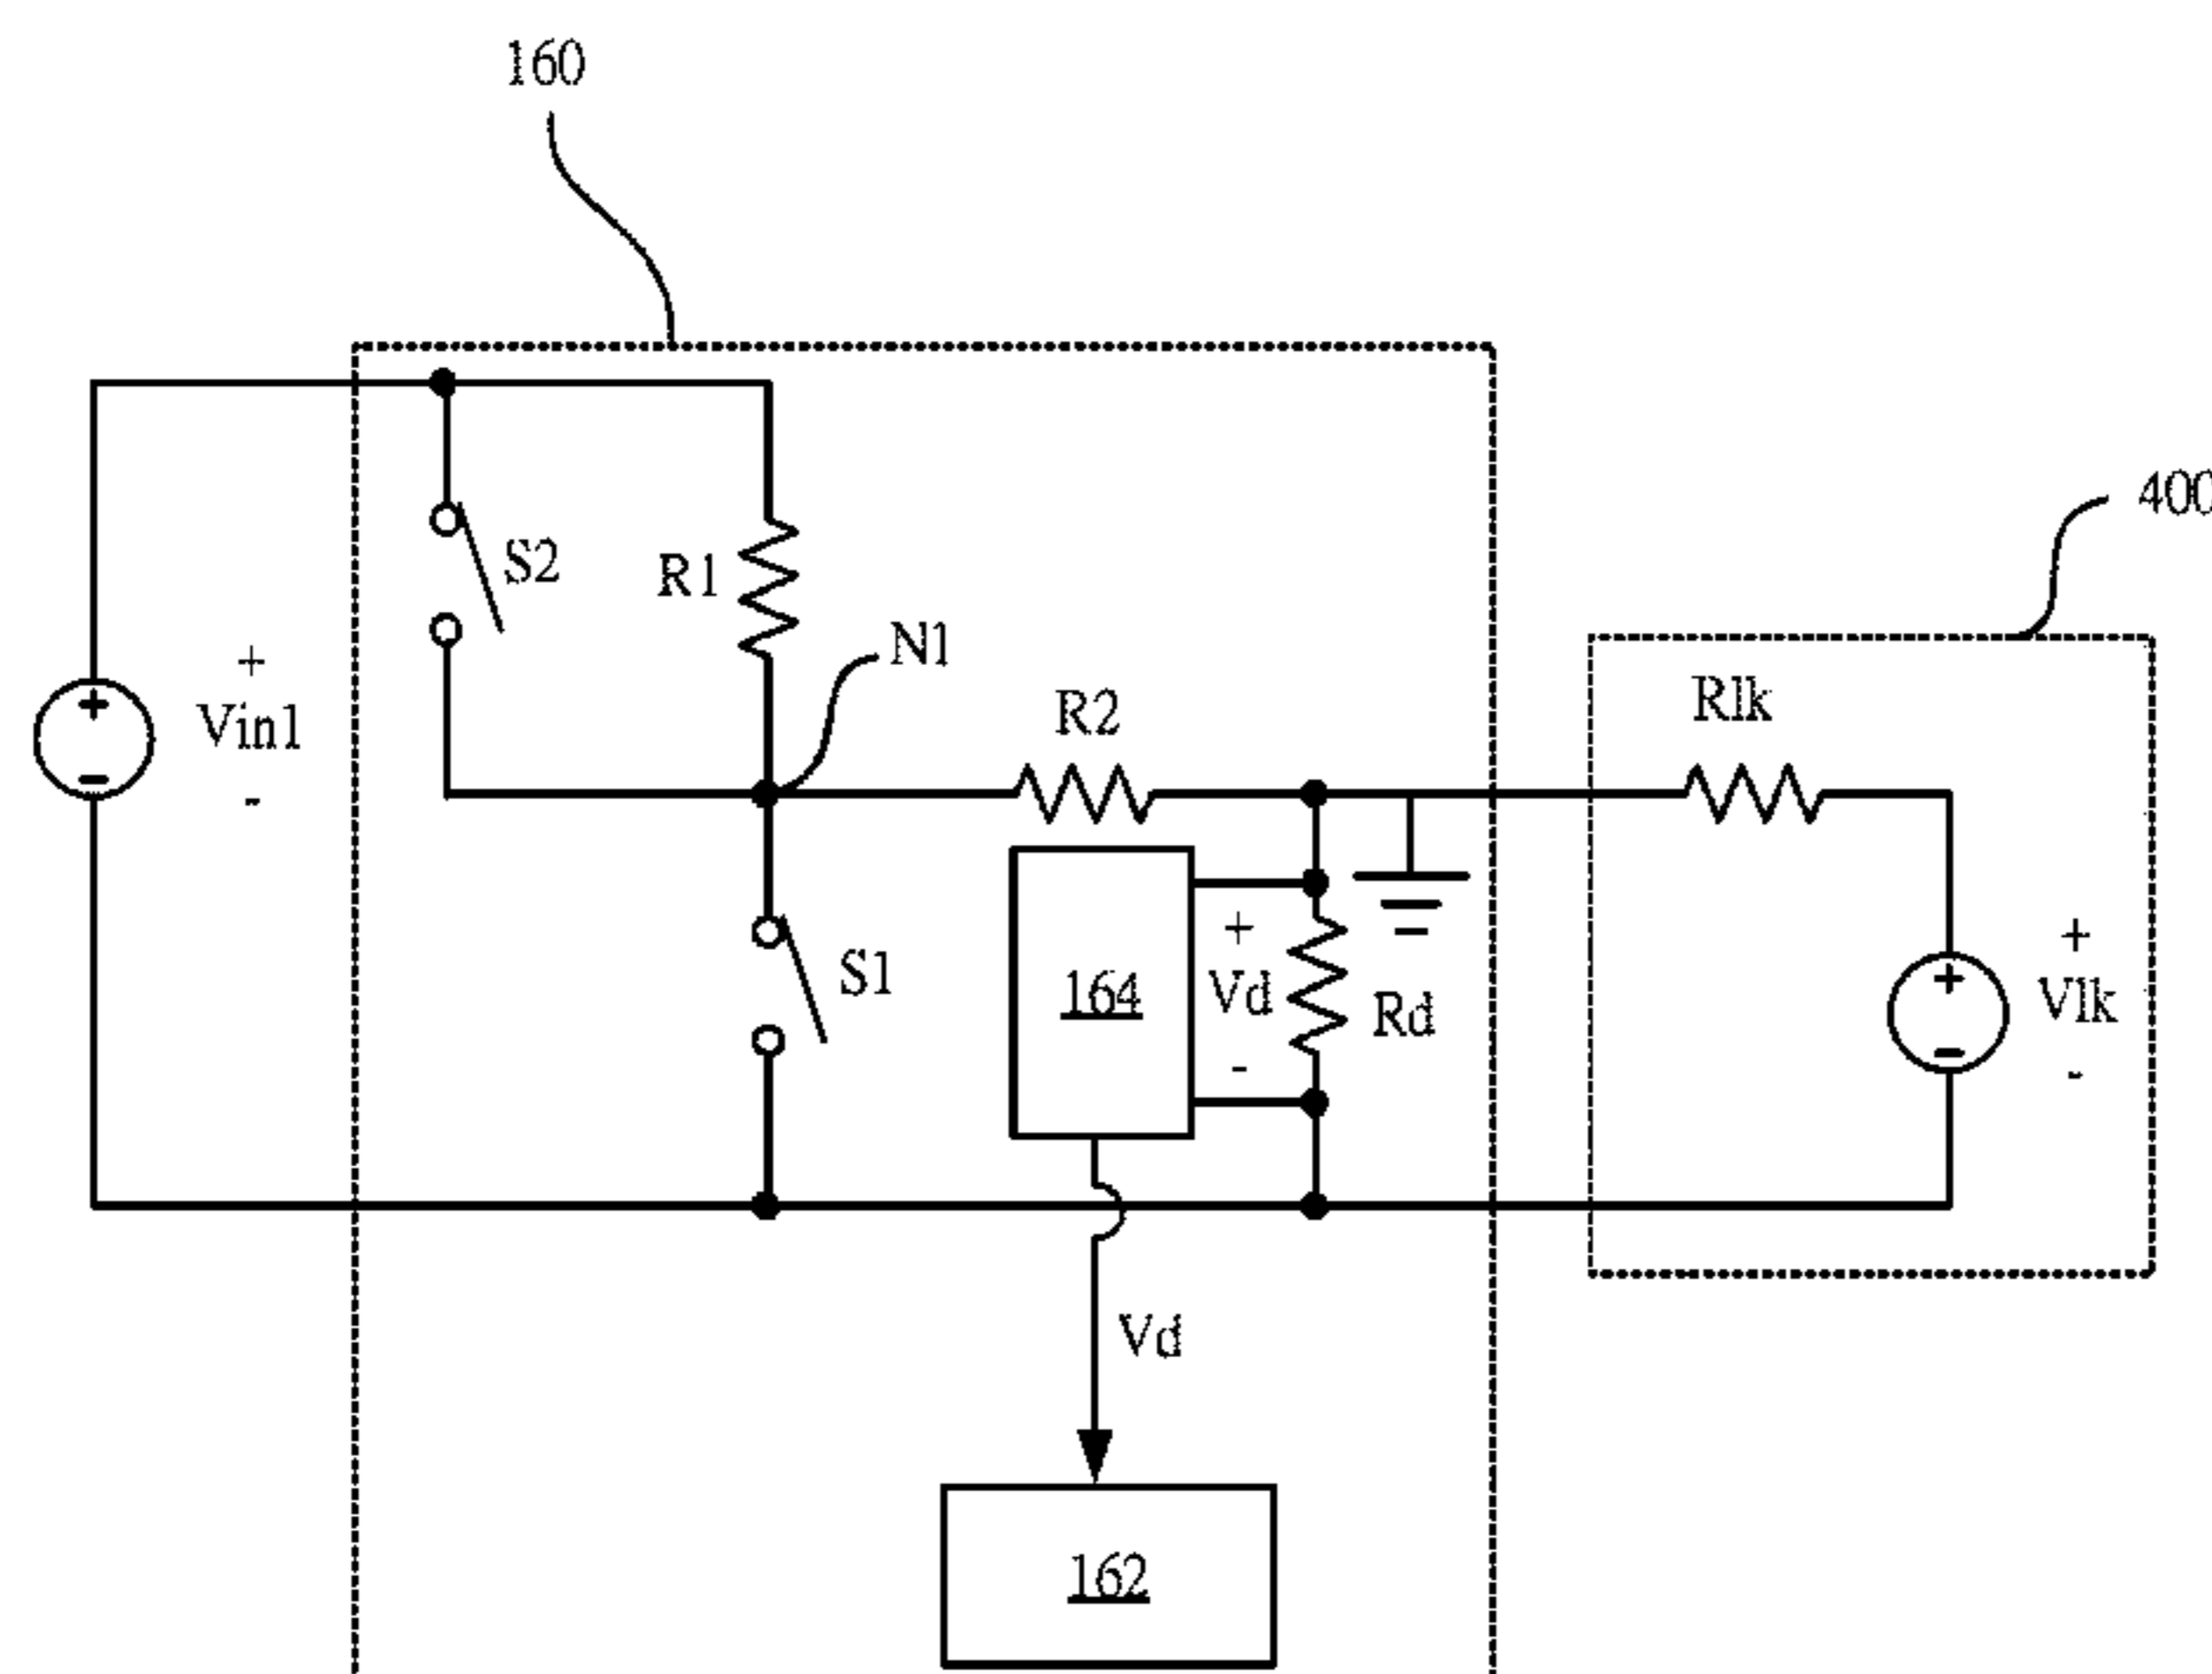 160
400
S2
R1
N1
+
Vin1
-
R2
Rlk
S1
164
+
Vd
-
Rd
+
Vlk
-
Vd
162